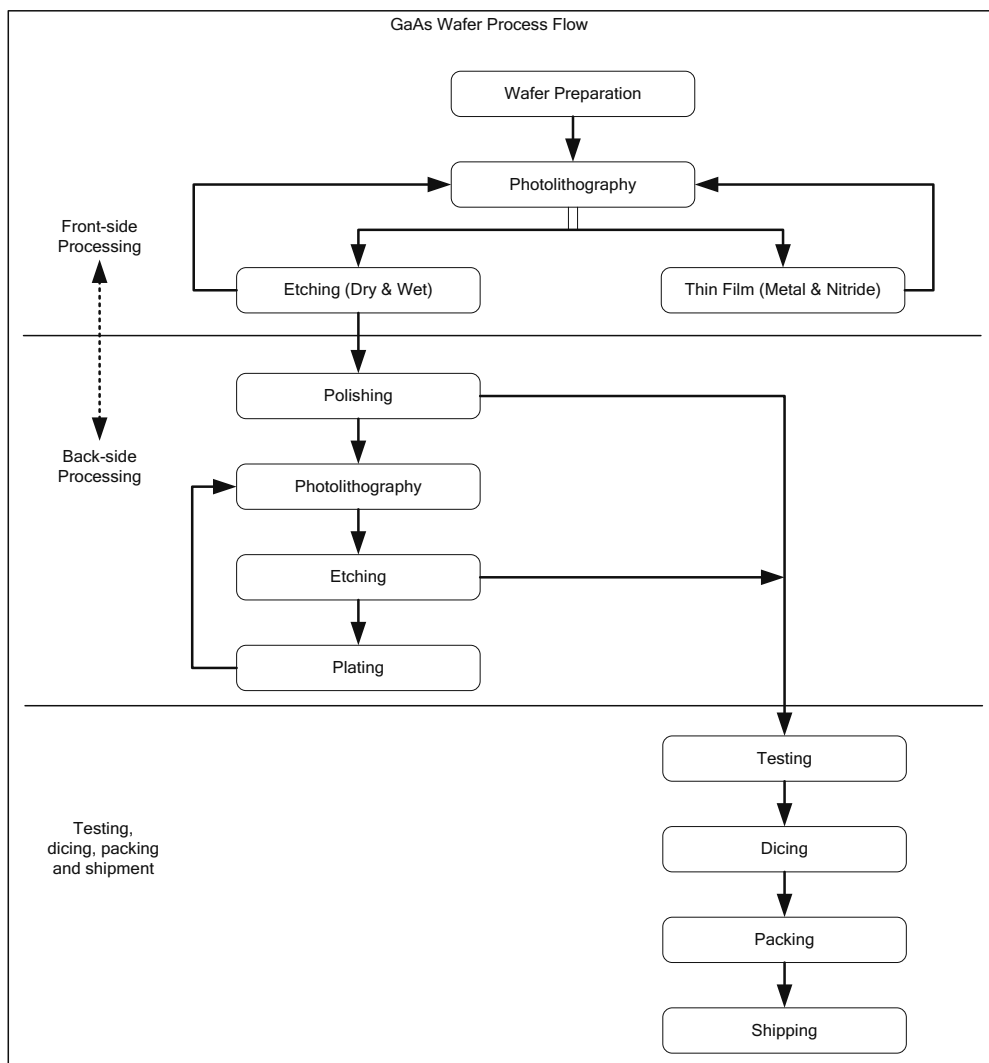 GaAs Wafer Process Flow
Wafer Preparation
Photolithography
Front-side
Processing
Etching (Dry & Wet)
Thin Film (Metal & Nitride)
Polishing
Back-side
Processing
Photolithography
Etching
Plating
Testing
Testing,
dicing, packing
and shipment
Dicing
Packing
Shipping